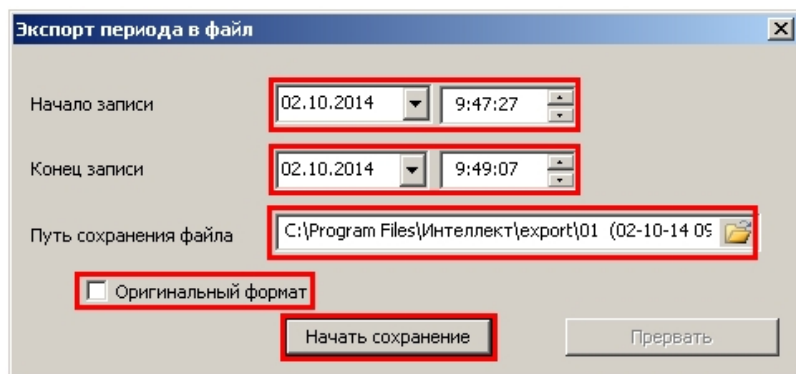 Экспорт периода в файл
Начало записи 02.10.2014 9:47:27
Конец записи 02.10.2014 9:49:07
Путь сохранения файла C:\Program Files\Интеллект\export\01 (02-10-14 09
Оригинальный формат
Начать сохранение Прервать